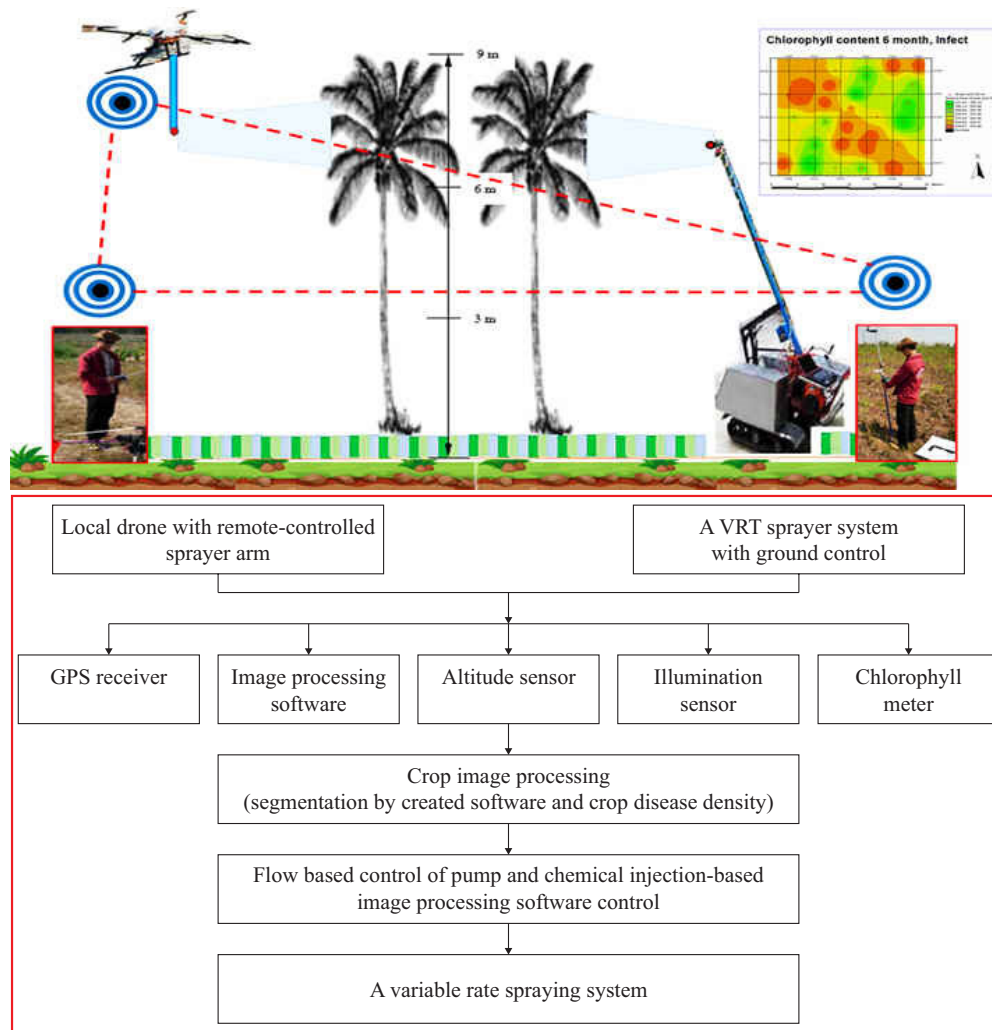 9 m
Chlorophyll content 6 month, Infect
6 m
3 m
Local drone with remote-controlled
sprayer arm
A VRT sprayer system
with ground control
GPS receiver
Image processing
software
Altitude sensor
Illumination
sensor
Chlorophyll
meter
Crop image processing
(segmentation by created software and crop disease density)
Flow based control of pump and chemical injection-based
image processing software control
A variable rate spraying system